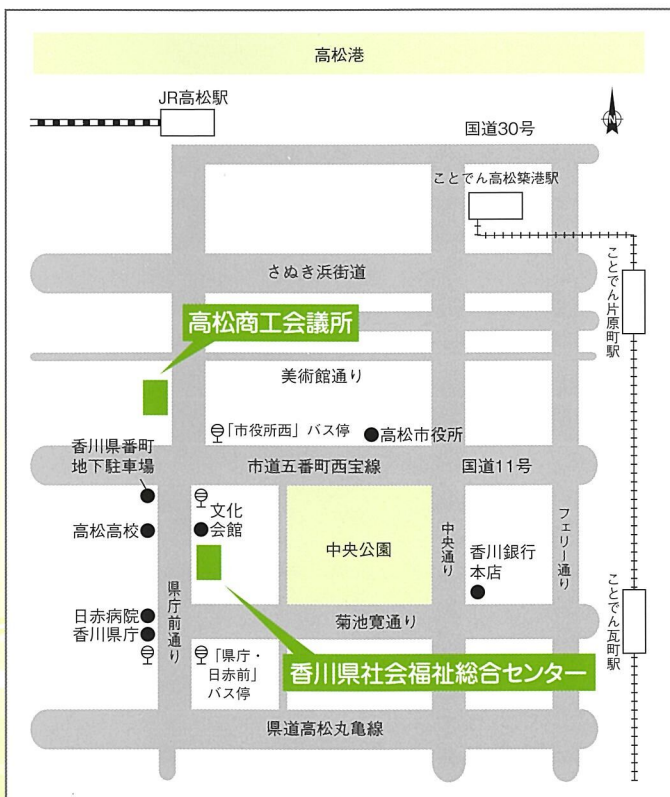 高松港
JR高松駅
N
国道30号
ことでん高松築港駅
さぬき浜街道
ことでん片原町駅
高松商工会議所
美術館通り
「市役所西」バス停
高松市役所
香川県番町
地下駐車場
市道五番町西宝線
国道11号
文化
会館
高松高校
中央公園
中央通り
フェリー通り
香川銀行
本店
県庁前通り
日赤病院
香川県庁
菊池寛通り
ことでん瓦町駅
「県庁・
日赤前」
バス停
香川県社会福祉総合センター
県道高松丸亀線